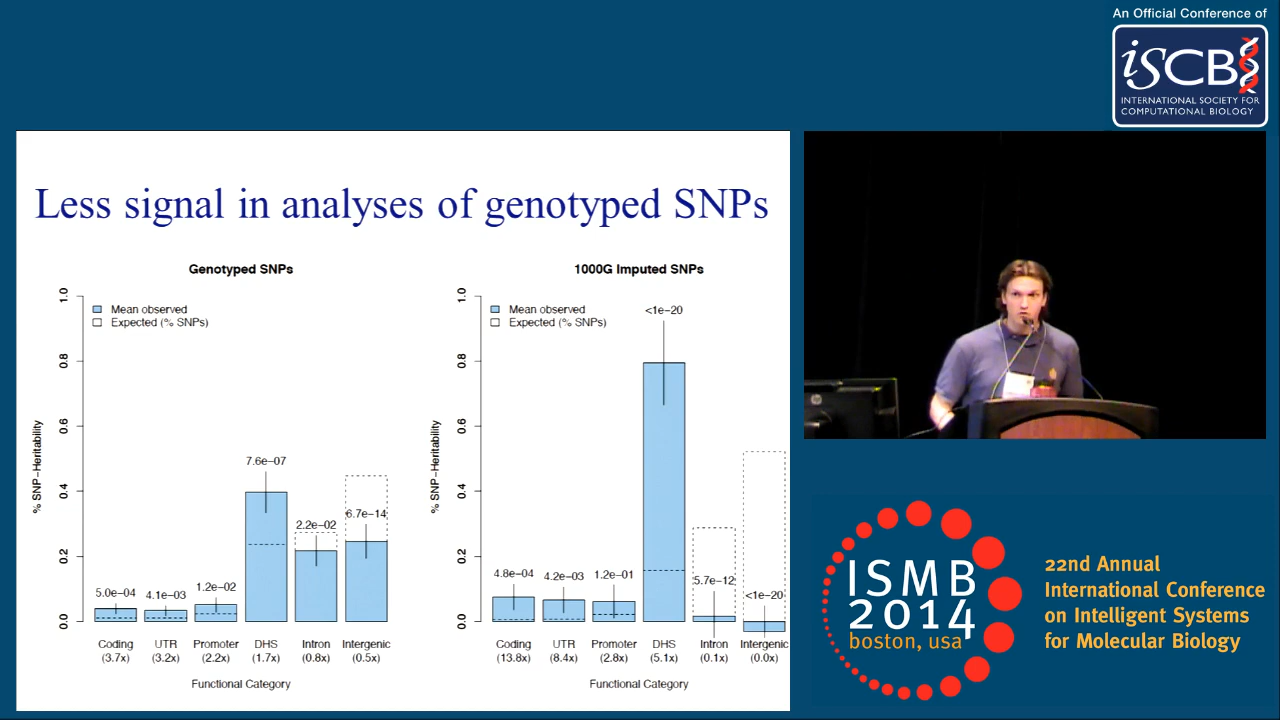 An Official Conference of
iSCB
INTERNATIONAL SOCIETY FOR
COMPUTATIONAL BIOLOGY
Less signal in analyses of genotyped SNPs
Genotyped SNPs
Mean observed
Expected (% SNPs)
% SNP−Heritability
0.0
0.2
0.4
0.6
0.8
1.0
5.0e−04
4.1e−03
1.2e−02
7.6e−07
2.2e−02
6.7e−14
Coding UTR Promoter DHS Intron Intergenic
(3.7x) (3.2x) (2.2x) (1.7x) (0.8x) (0.5x)
Functional Category
1000G Imputed SNPs
Mean observed
Expected (% SNPs)
% SNP−Heritability
0.0
0.2
0.4
0.6
0.8
1.0
4.8e−04
4.2e−03
1.2e−01
<1e−20
5.7e−12
<1e−20
Coding UTR Promoter DHS Intron Intergenic
(13.8x) (8.4x) (2.8x) (5.1x) (0.1x) (0.0x)
Functional Category
hp
ISMB
2014
boston, usa
22nd Annual
International Conference
on Intelligent Systems
for Molecular Biology